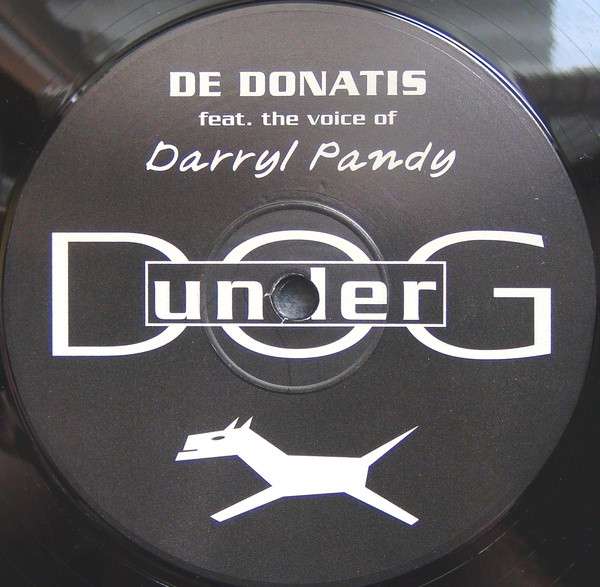 DE DONATIS
feat. the voice of
Darryl Pandy
under
DOG